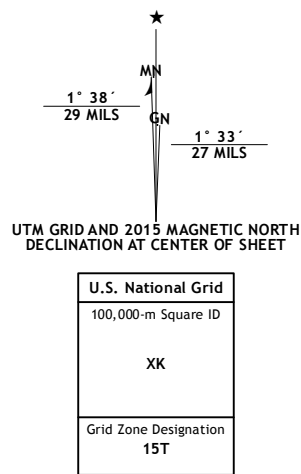 MN
1° 38´
29 MILS
GN
1° 33´
27 MILS
UTM GRID AND 2015 MAGNETIC NORTH
DECLINATION AT CENTER OF SHEET
U.S. National Grid
100,000-m Square ID
XK
Grid Zone Designation
15T